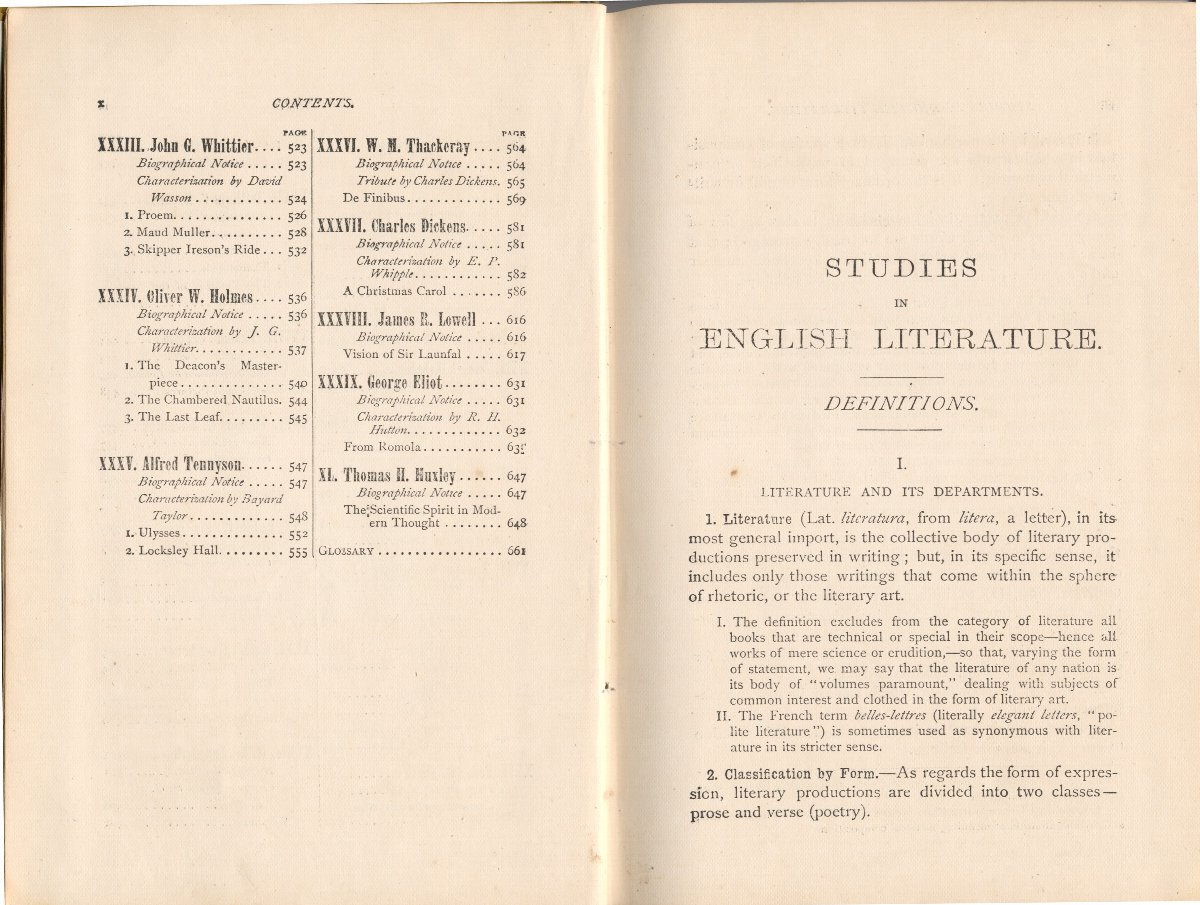 x
CONTENTS.
PAGE
XXXIII. John G. Whittier.... 523
Biographical Notice ..... 523
Characterization by David
Wasson ............ 524
1. Proem............... 526
2. Maud Muller.......... 528
3. Skipper Ireson's Ride ... 532
XXXIV. Oliver W. Holmes.... 536
Biographical Notice ..... 536
Characterization by J. G.
Whittier............ 537
1. The Deacon's Master-
piece .............. 540
2. The Chambered Nautilus. 544
3. The Last Leaf......... 545
XXXV. Alfred Tennyson...... 547
Biographical Notice ..... 547
Characterization by Bayard
Taylor ............. 548
1. Ulysses.............. 552
2. Locksley Hall......... 555
PAGE
XXXVI. W. M. Thackeray .... 564
Biographical Notice ..... 564
Tribute by Charles Dickens. 565
De Finibus............. 569
XXXVII. Charles Dickens..... 581
Biographical Notice ..... 581
Characterization by E. P.
Whipple............ 582
A Christmas Carol ....... 586
XXXVIII. James R. Lowell ... 616
Biographical Notice ..... 616
Vision of Sir Launfal ..... 617
XXXIX. George Eliot........ 631
Biographical Notice ..... 631
Characterization by R. H.
Hutton............. 632
From Romola...........
XL. Thomas H. Huxley ...... 647
Biographical Notice ..... 647
The Scientific Spirit in Mod-
ern Thought ........ 648
GLOSSARY ................. 661
STUDIES
IN
ENGLISH LITERATURE.
DEFINITIONS.
I.
LITERATURE AND ITS DEPARTMENTS.
1. Literature (Lat. literatura, from litera, a letter), in its
most general import, is the collective body of literary pro-
ductions preserved in writing; but, in its specific sense, it
includes only those writings that come within the sphere
of rhetoric, or the literary art.
I. The definition excludes from the category of literature all
books that are technical or special in their scope—hence all
works of mere science or erudition,—so that, varying the form
of statement, we may say that the literature of any nation is
its body of "volumes paramount," dealing with subjects of
common interest and clothed in the form of literary art.
II. The French term belles-lettres (literally elegant letters, "po-
lite literature") is sometimes used as synonymous with liter-
ature in its stricter sense.
2. Classification by Form.—As regards the form of expres-
sion, literary productions are divided into two classes—
prose and verse (poetry).